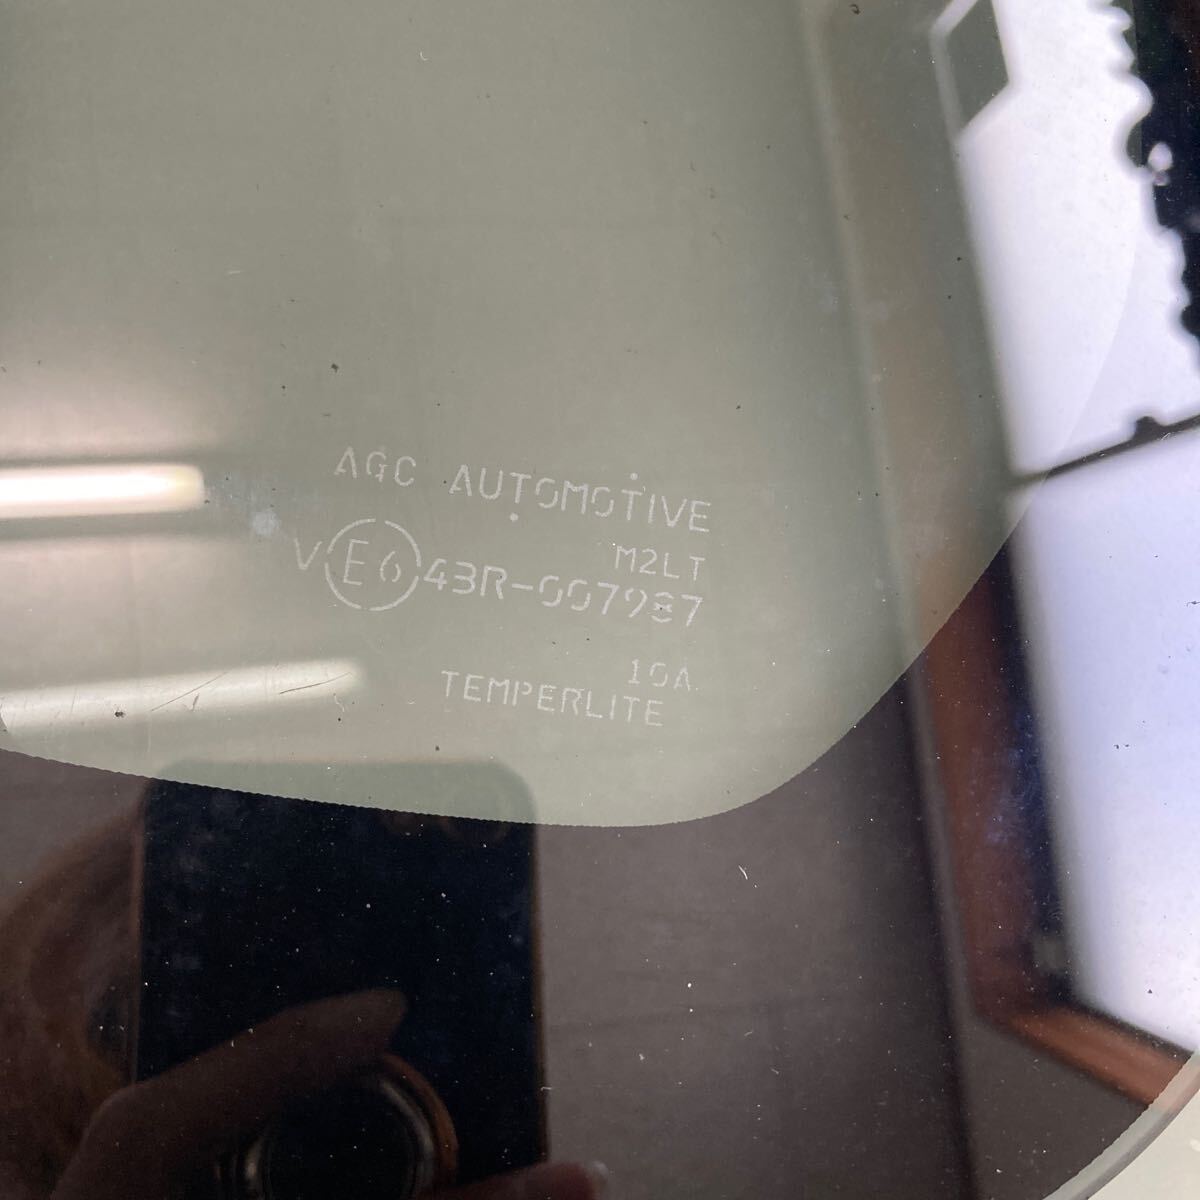 AGC AUTOMOTIVE
M2LT
V E6 43R-007987
10A
TEMPERLITE